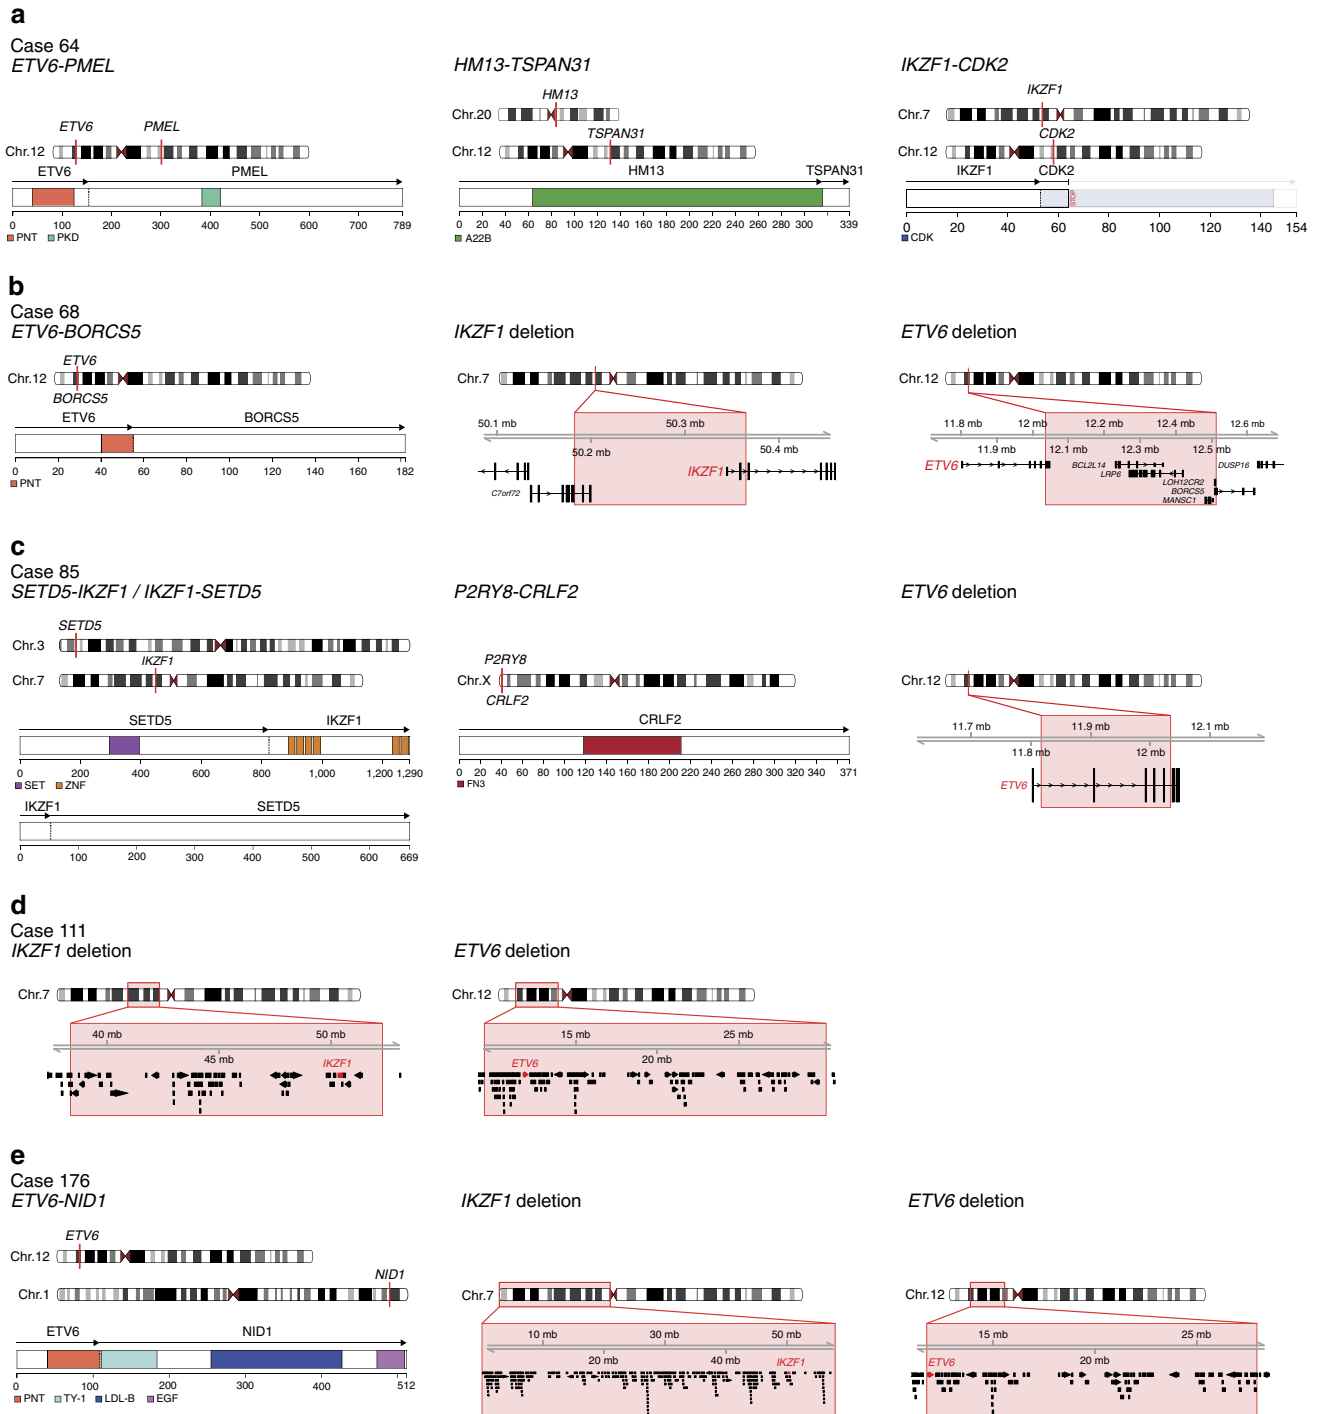 a
Case 64
ETV6-PMEL
HM13-TSPAN31
IKZF1-CDK2
ETV6 PMEL
Chr.12
ETV6 PMEL
0 100 200 300 400 500 600 700 789
PNT PKD
HM13
Chr.20
TSPAN31
Chr.12
HM13 TSPAN31
0 20 40 60 80 100 120 140 160 180 200 220 240 260 280 300 339
A22B
IKZF1
Chr.7
CDK2
Chr.12
IKZF1 CDK2
STOP
0 20 40 60 80 100 120 140 154
CDK
b
Case 68
ETV6-BORCS5
IKZF1 deletion
ETV6 deletion
ETV6
Chr.12
BORCS5
ETV6 BORCS5
0 20 40 60 80 100 120 140 160 182
PNT
Chr.7
50.1 mb 50.3 mb
50.2 mb 50.4 mb
IKZF1
C7orf72
Chr.12
11.8 mb 12 mb 12.2 mb 12.4 mb 12.6 mb
11.9 mb 12.1 mb 12.3 mb 12.5 mb
ETV6 BCL2L14 DUSP16
LRP6
LOH12CR2
BORCS5
MANSC1
c
Case 85
SETD5-IKZF1 / IKZF1-SETD5
P2RY8-CRLF2
ETV6 deletion
SETD5
Chr.3
IKZF1
Chr.7
SETD5 IKZF1
0 200 400 600 800 1,000 1,200 1,290
SET ZNF
IKZF1 SETD5
0 100 200 300 400 500 600 669
P2RY8
Chr.X
CRLF2
CRLF2
0 20 40 60 80 100 120 140 160 180 200 220 240 260 280 300 320 340 371
FN3
Chr.12
11.7 mb 11.9 mb 12.1 mb
11.8 mb 12 mb
ETV6
d
Case 111
IKZF1 deletion
ETV6 deletion
Chr.7
40 mb 50 mb
45 mb
IKZF1
Chr.12
15 mb 25 mb
20 mb
ETV6
e
Case 176
ETV6-NID1
IKZF1 deletion
ETV6 deletion
ETV6
Chr.12
NID1
Chr.1
ETV6 NID1
0 100 200 300 400 512
PNT TY-1 LDL-B EGF
Chr.7
10 mb 30 mb 50 mb
20 mb 40 mb
IKZF1
Chr.12
15 mb 25 mb
20 mb
ETV6